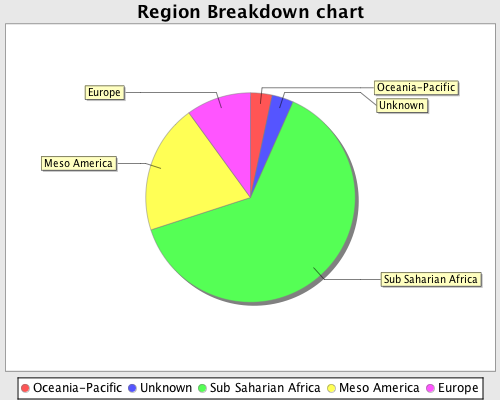 Region Breakdown chart
Oceania-Pacific
Europe
Unknown
Meso America
Sub Saharian Africa
Oceania-Pacific Unknown Sub Saharian Africa Meso America Europe